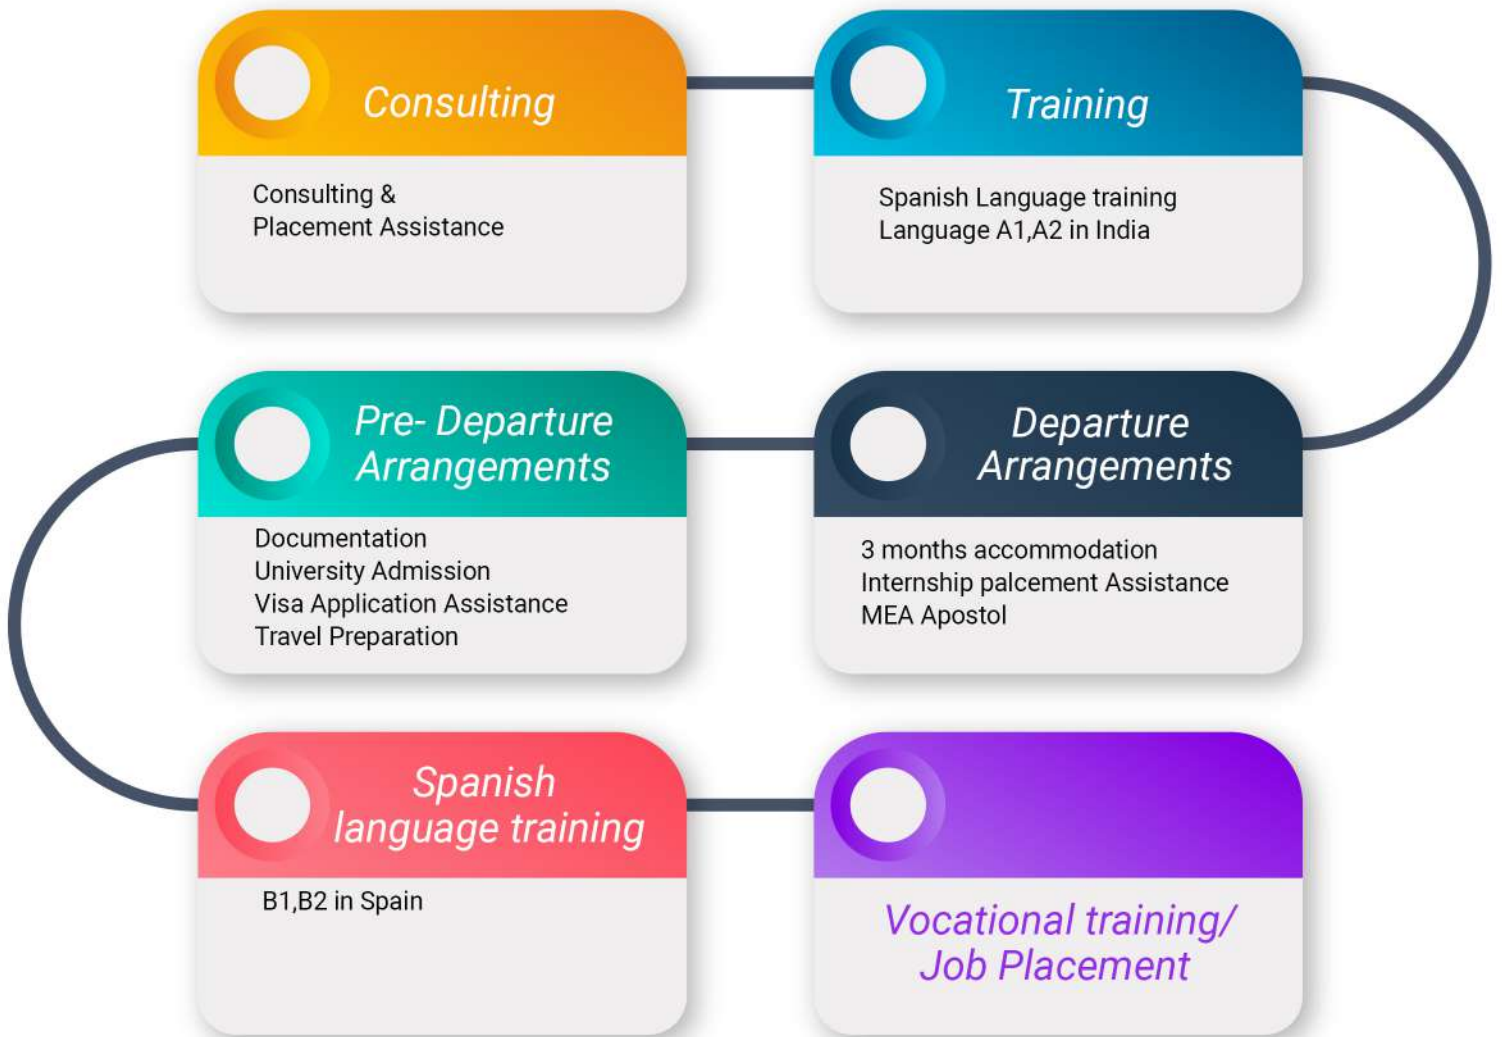 Consulting
Consulting &
Placement Assistance
Training
Spanish Language training
Language A1,A2 in India
Pre- Departure
Arrangements
Documentation
University Admission
Visa Application Assistance
Travel Preparation
Departure
Arrangements
3 months accommodation
Internship palcement Assistance
MEA Apostol
Spanish
language training
B1,B2 in Spain
Vocational training/
Job Placement